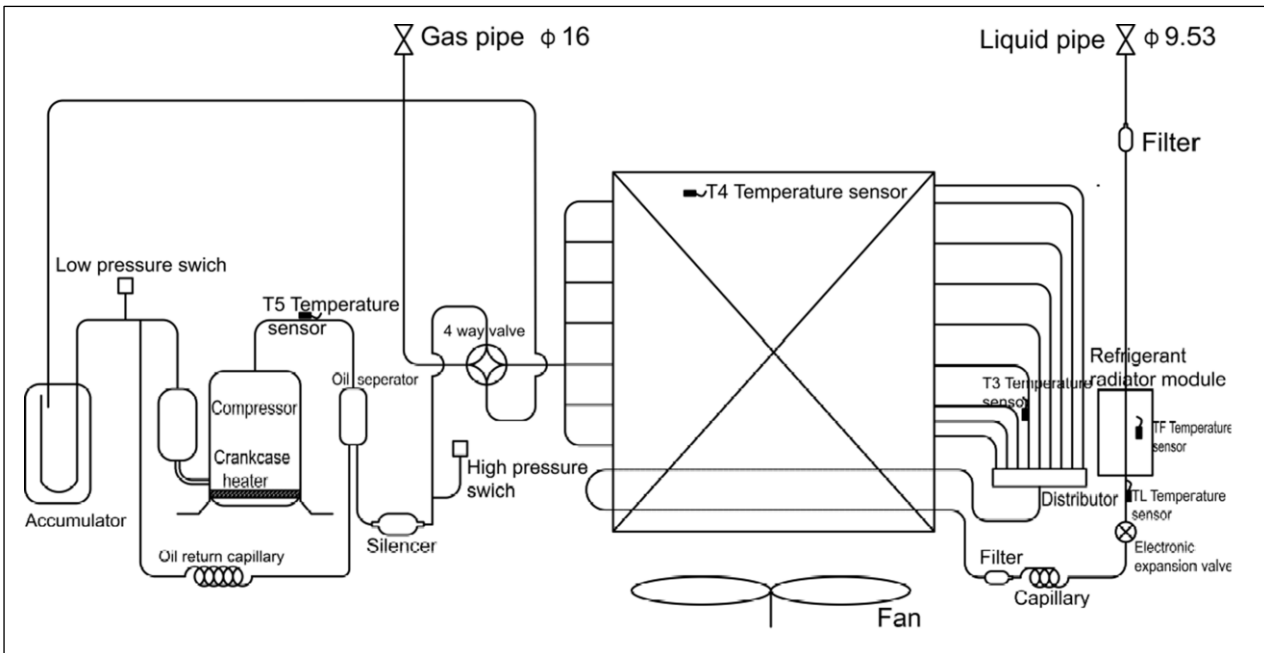 Gas pipe ϕ 16
Liquid pipe ϕ 9.53
Filter
T4 Temperature sensor
Low pressure swich
T5 Temperature
sensor
4 way valve
Refrigerant
radiator module
Oil seperator
T3 Temperature
sensor
Compressor
TF Temperature
sensor
Crankcase
heater
High pressure
swich
Distributor
TL Temperature
sensor
Accumulator
Silencer
Electronic
expansion valve
Oil return capillary
Filter
Capillary
Fan